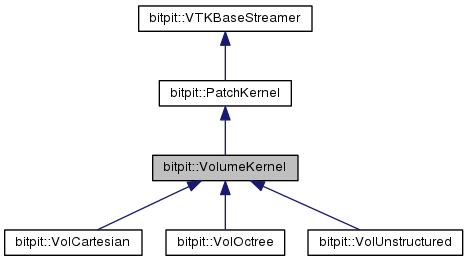 bitpit::VTKBaseStreamer
bitpit::PatchKernel
bitpit::VolumeKernel
bitpit::VolCartesian
bitpit::VolOctree
bitpit::VolUnstructured